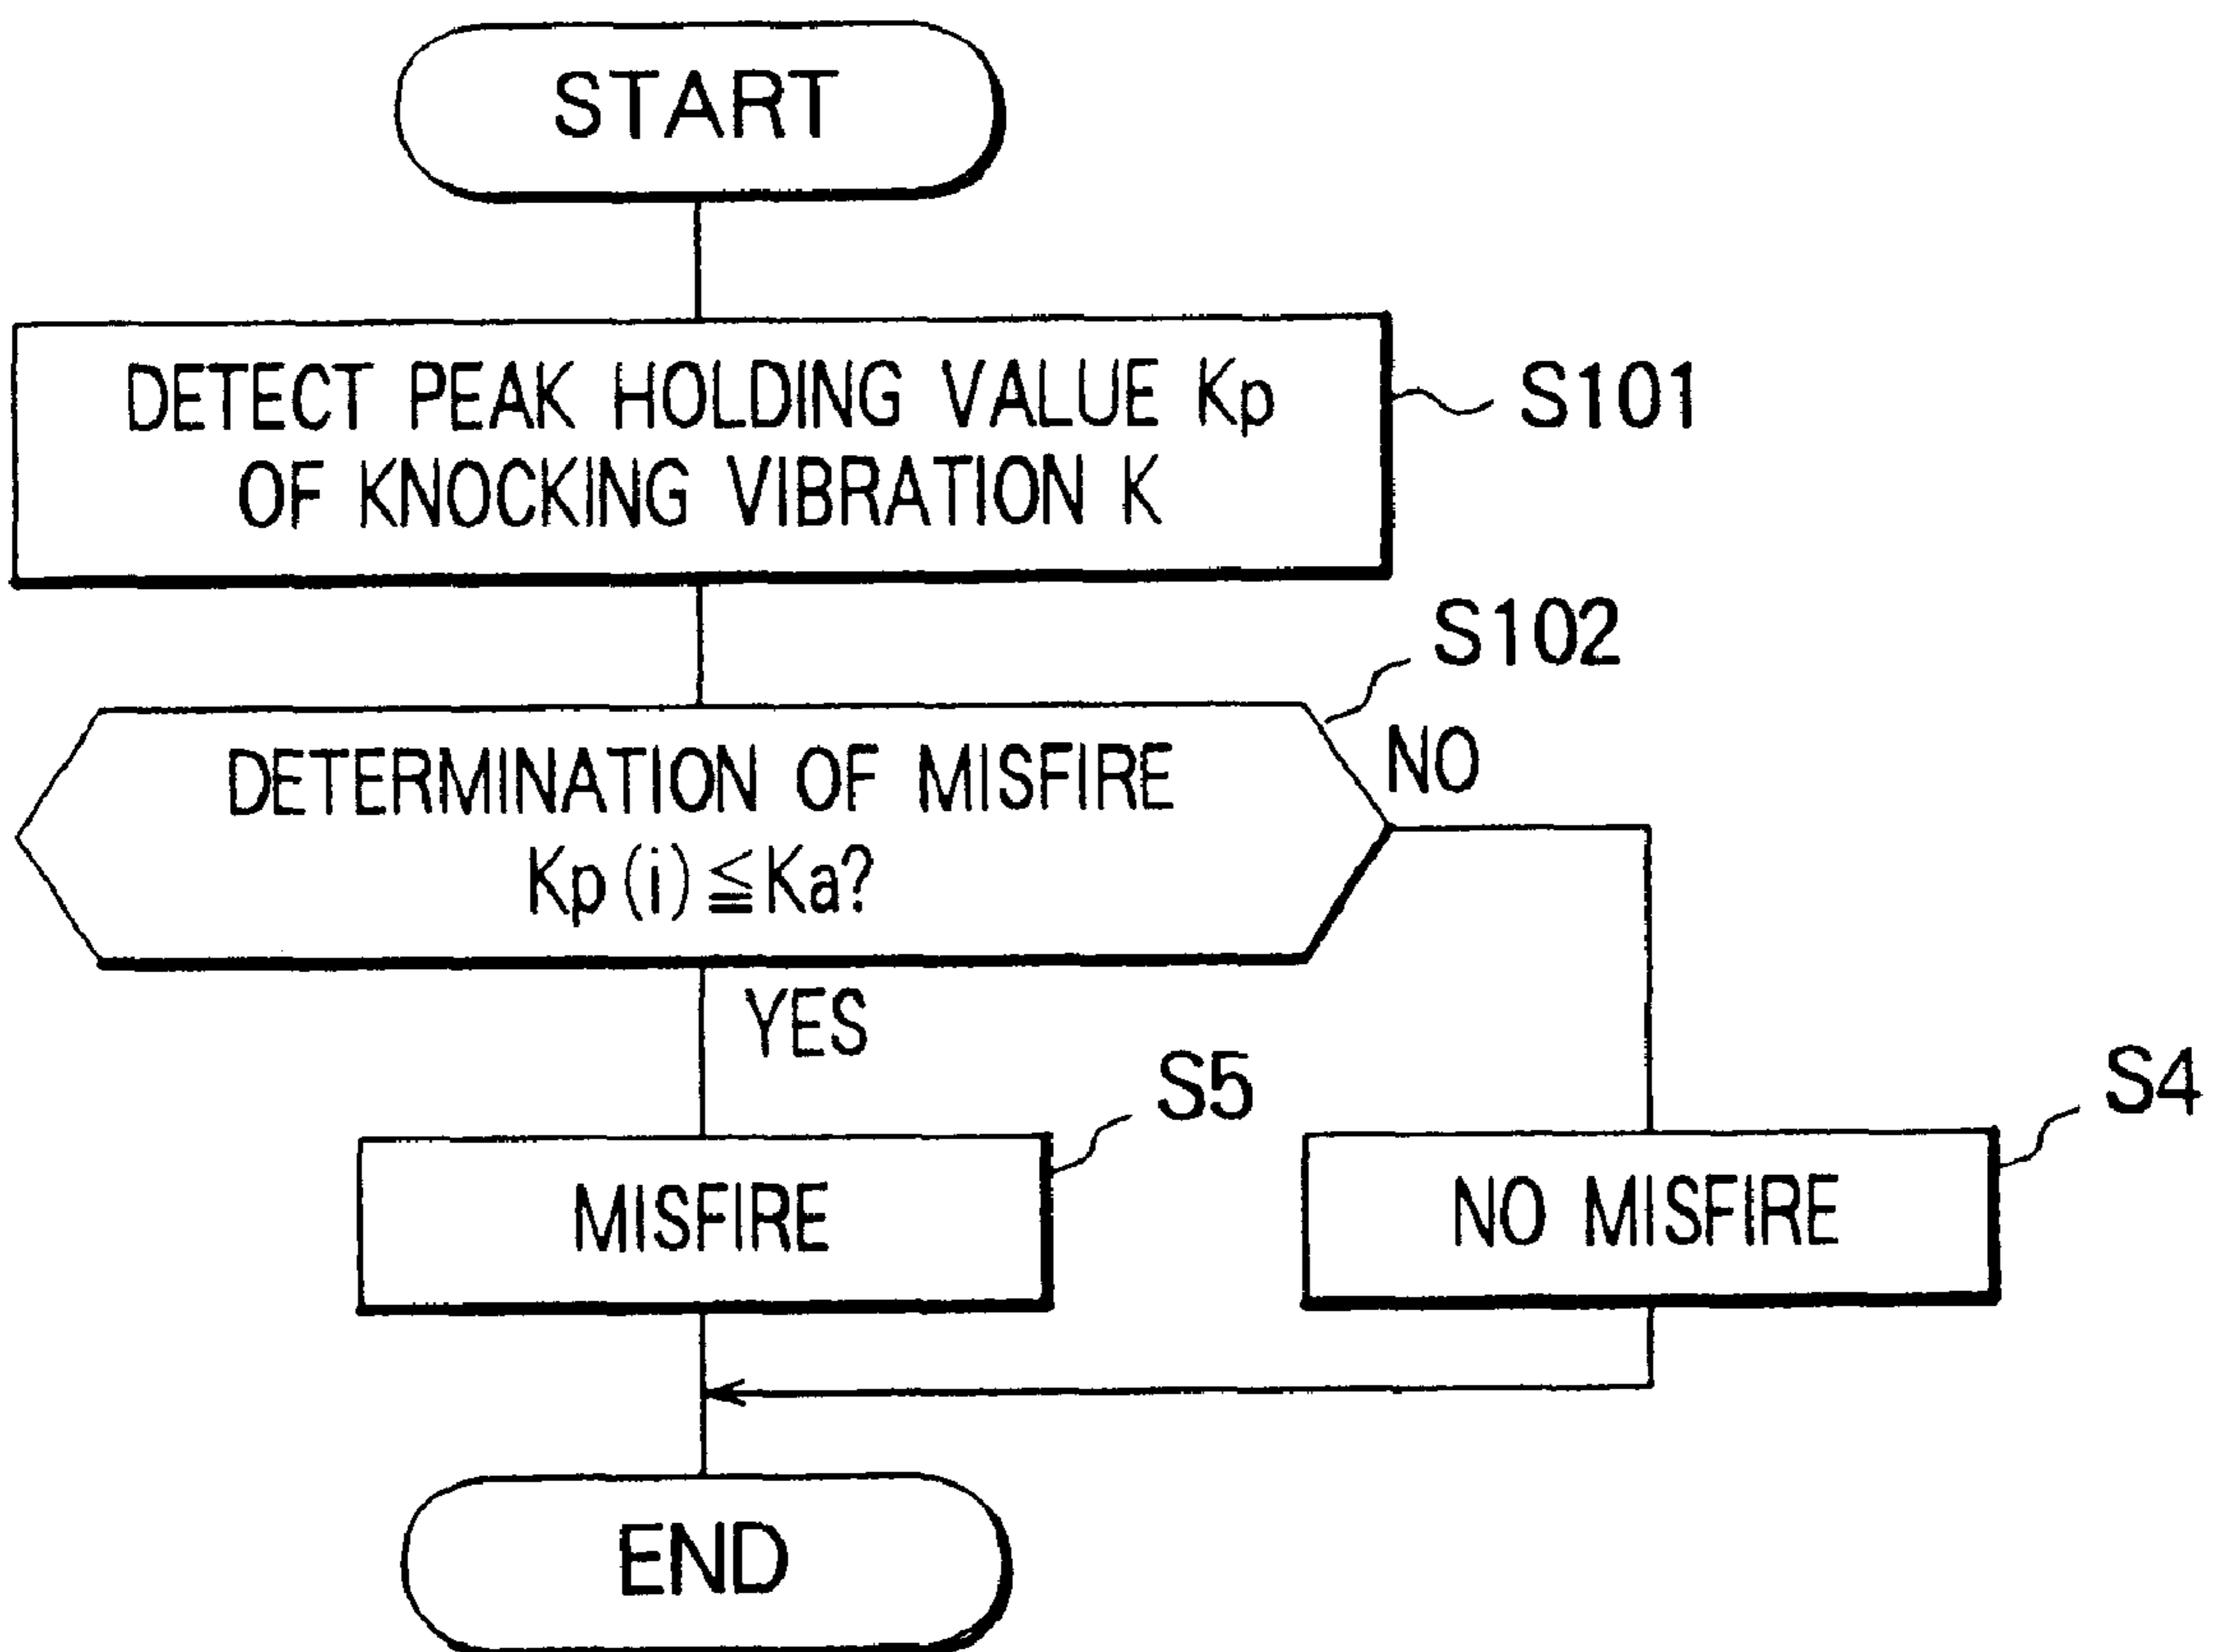 START
DETECT PEAK HOLDING VALUE Kp
OF KNOCKING VIBRATION K
S101
S102
DETERMINATION OF MISFIRE
Kp(i)≦Ka?
NO
YES
S5
MISFIRE
S4
NO MISFIRE
END